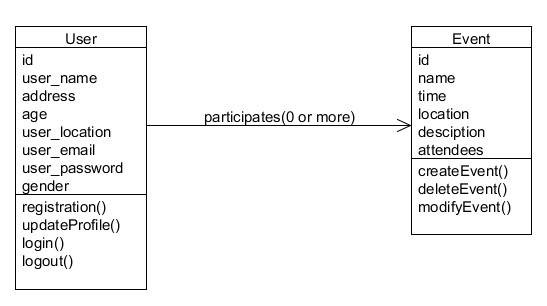 User
id
user_name
address
age
user_location
user_email
user_password
gender
registration()
updateProfile()
login()
logout()
participates(0 or more)
Event
id
name
time
location
desciption
attendees
createEvent()
deleteEvent()
modifyEvent()